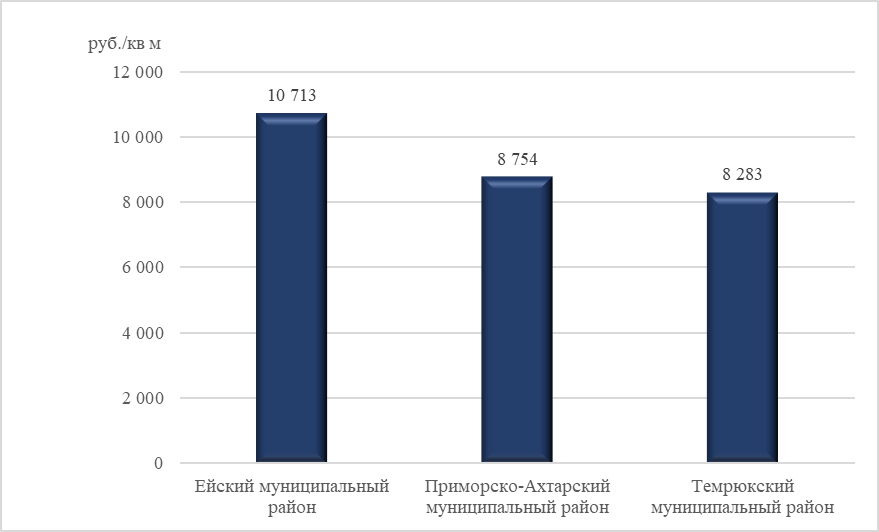 руб./кв м
12 000
10 713
10 000
8 754
8 283
8 000
6 000
4 000
2 000
0
Ейский муниципальный
район
Приморско-Ахтарский
муниципальный район
Темрюкский
муниципальный район